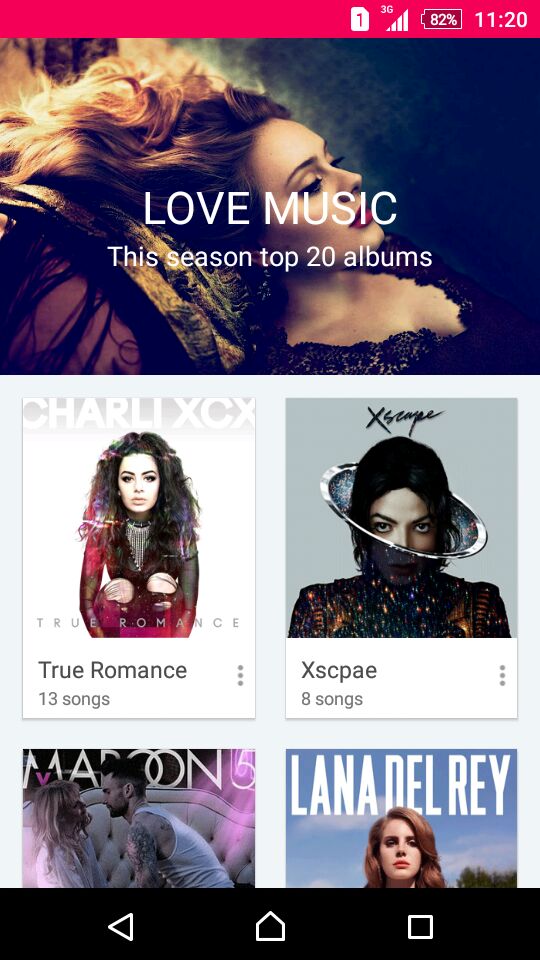 1 3G 82% 11:20
LOVE MUSIC
This season top 20 albums
CHARLI XCX
TRUE ROMANCE
Xscape
True Romance
13 songs
Xscpae
8 songs
MAROON 5
V
LANA DEL REY